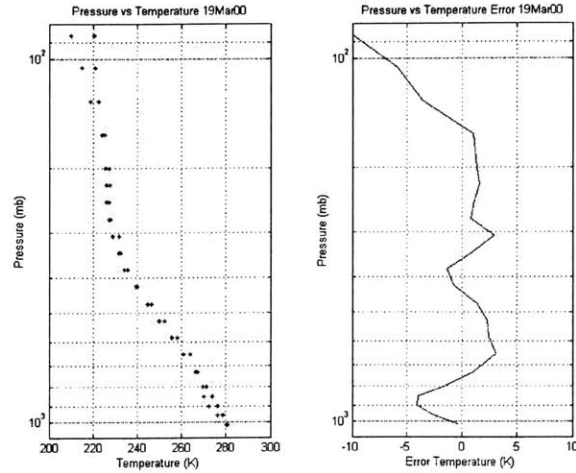 Pressure vs Temperature 19Mar00
10²
Pressure (mb)
10³
200 220 240 260 280 300
Temperature (K)
Pressure vs Temperature Error 19Mar00
10²
Pressure (mb)
10³
-10 -5 0 5 10
Error Temperature (K)